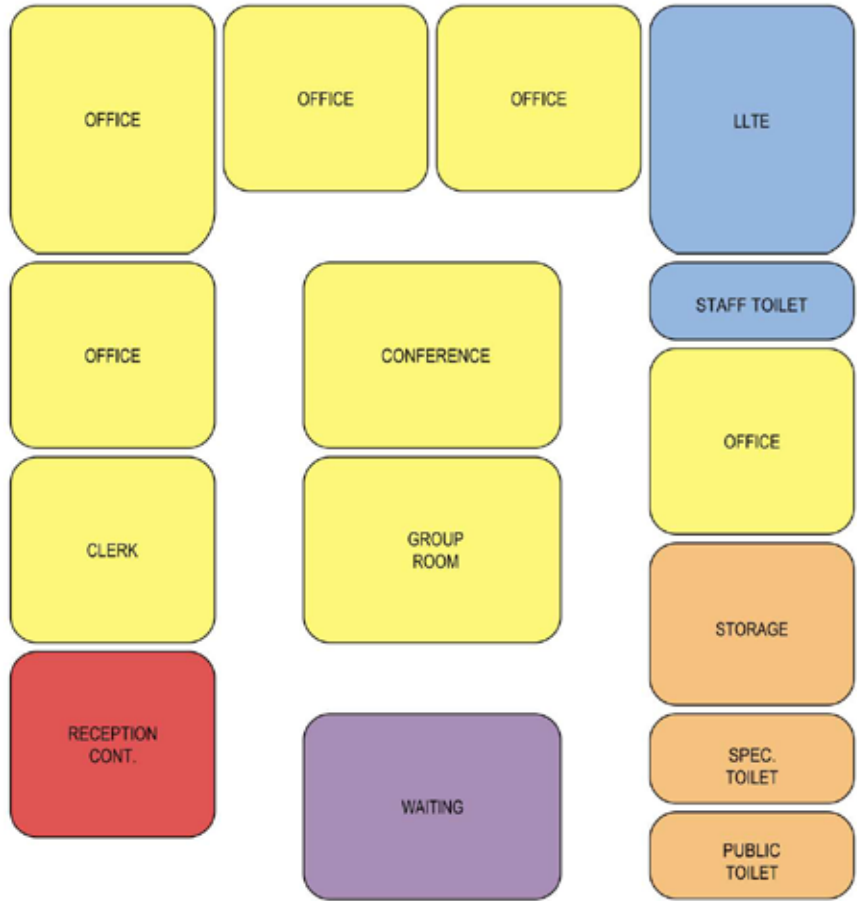 OFFICE
OFFICE
OFFICE
LLTE
STAFF TOILET
OFFICE
CONFERENCE
OFFICE
CLERK
GROUP
ROOM
STORAGE
RECEPTION
CONT.
WAITING
SPEC.
TOILET
PUBLIC
TOILET